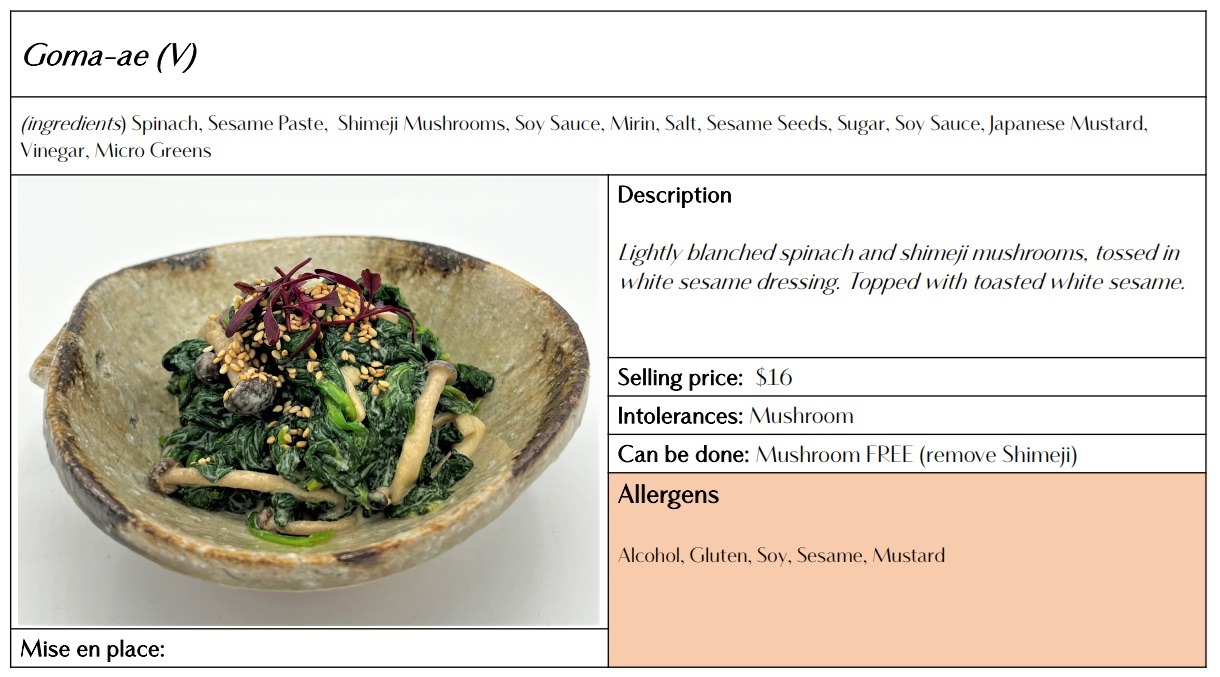 Goma-ae (V)
(ingredients) Spinach, Sesame Paste, Shimeji Mushrooms, Soy Sauce, Mirin, Salt, Sesame Seeds, Sugar, Soy Sauce, Japanese Mustard,
Vinegar, Micro Greens
Description
Lightly blanched spinach and shimeji mushrooms, tossed in
white sesame dressing. Topped with toasted white sesame.
Selling price: $16
Intolerances: Mushroom
Can be done: Mushroom FREE (remove Shimeji)
Allergens
Alcohol, Gluten, Soy, Sesame, Mustard
Mise en place: